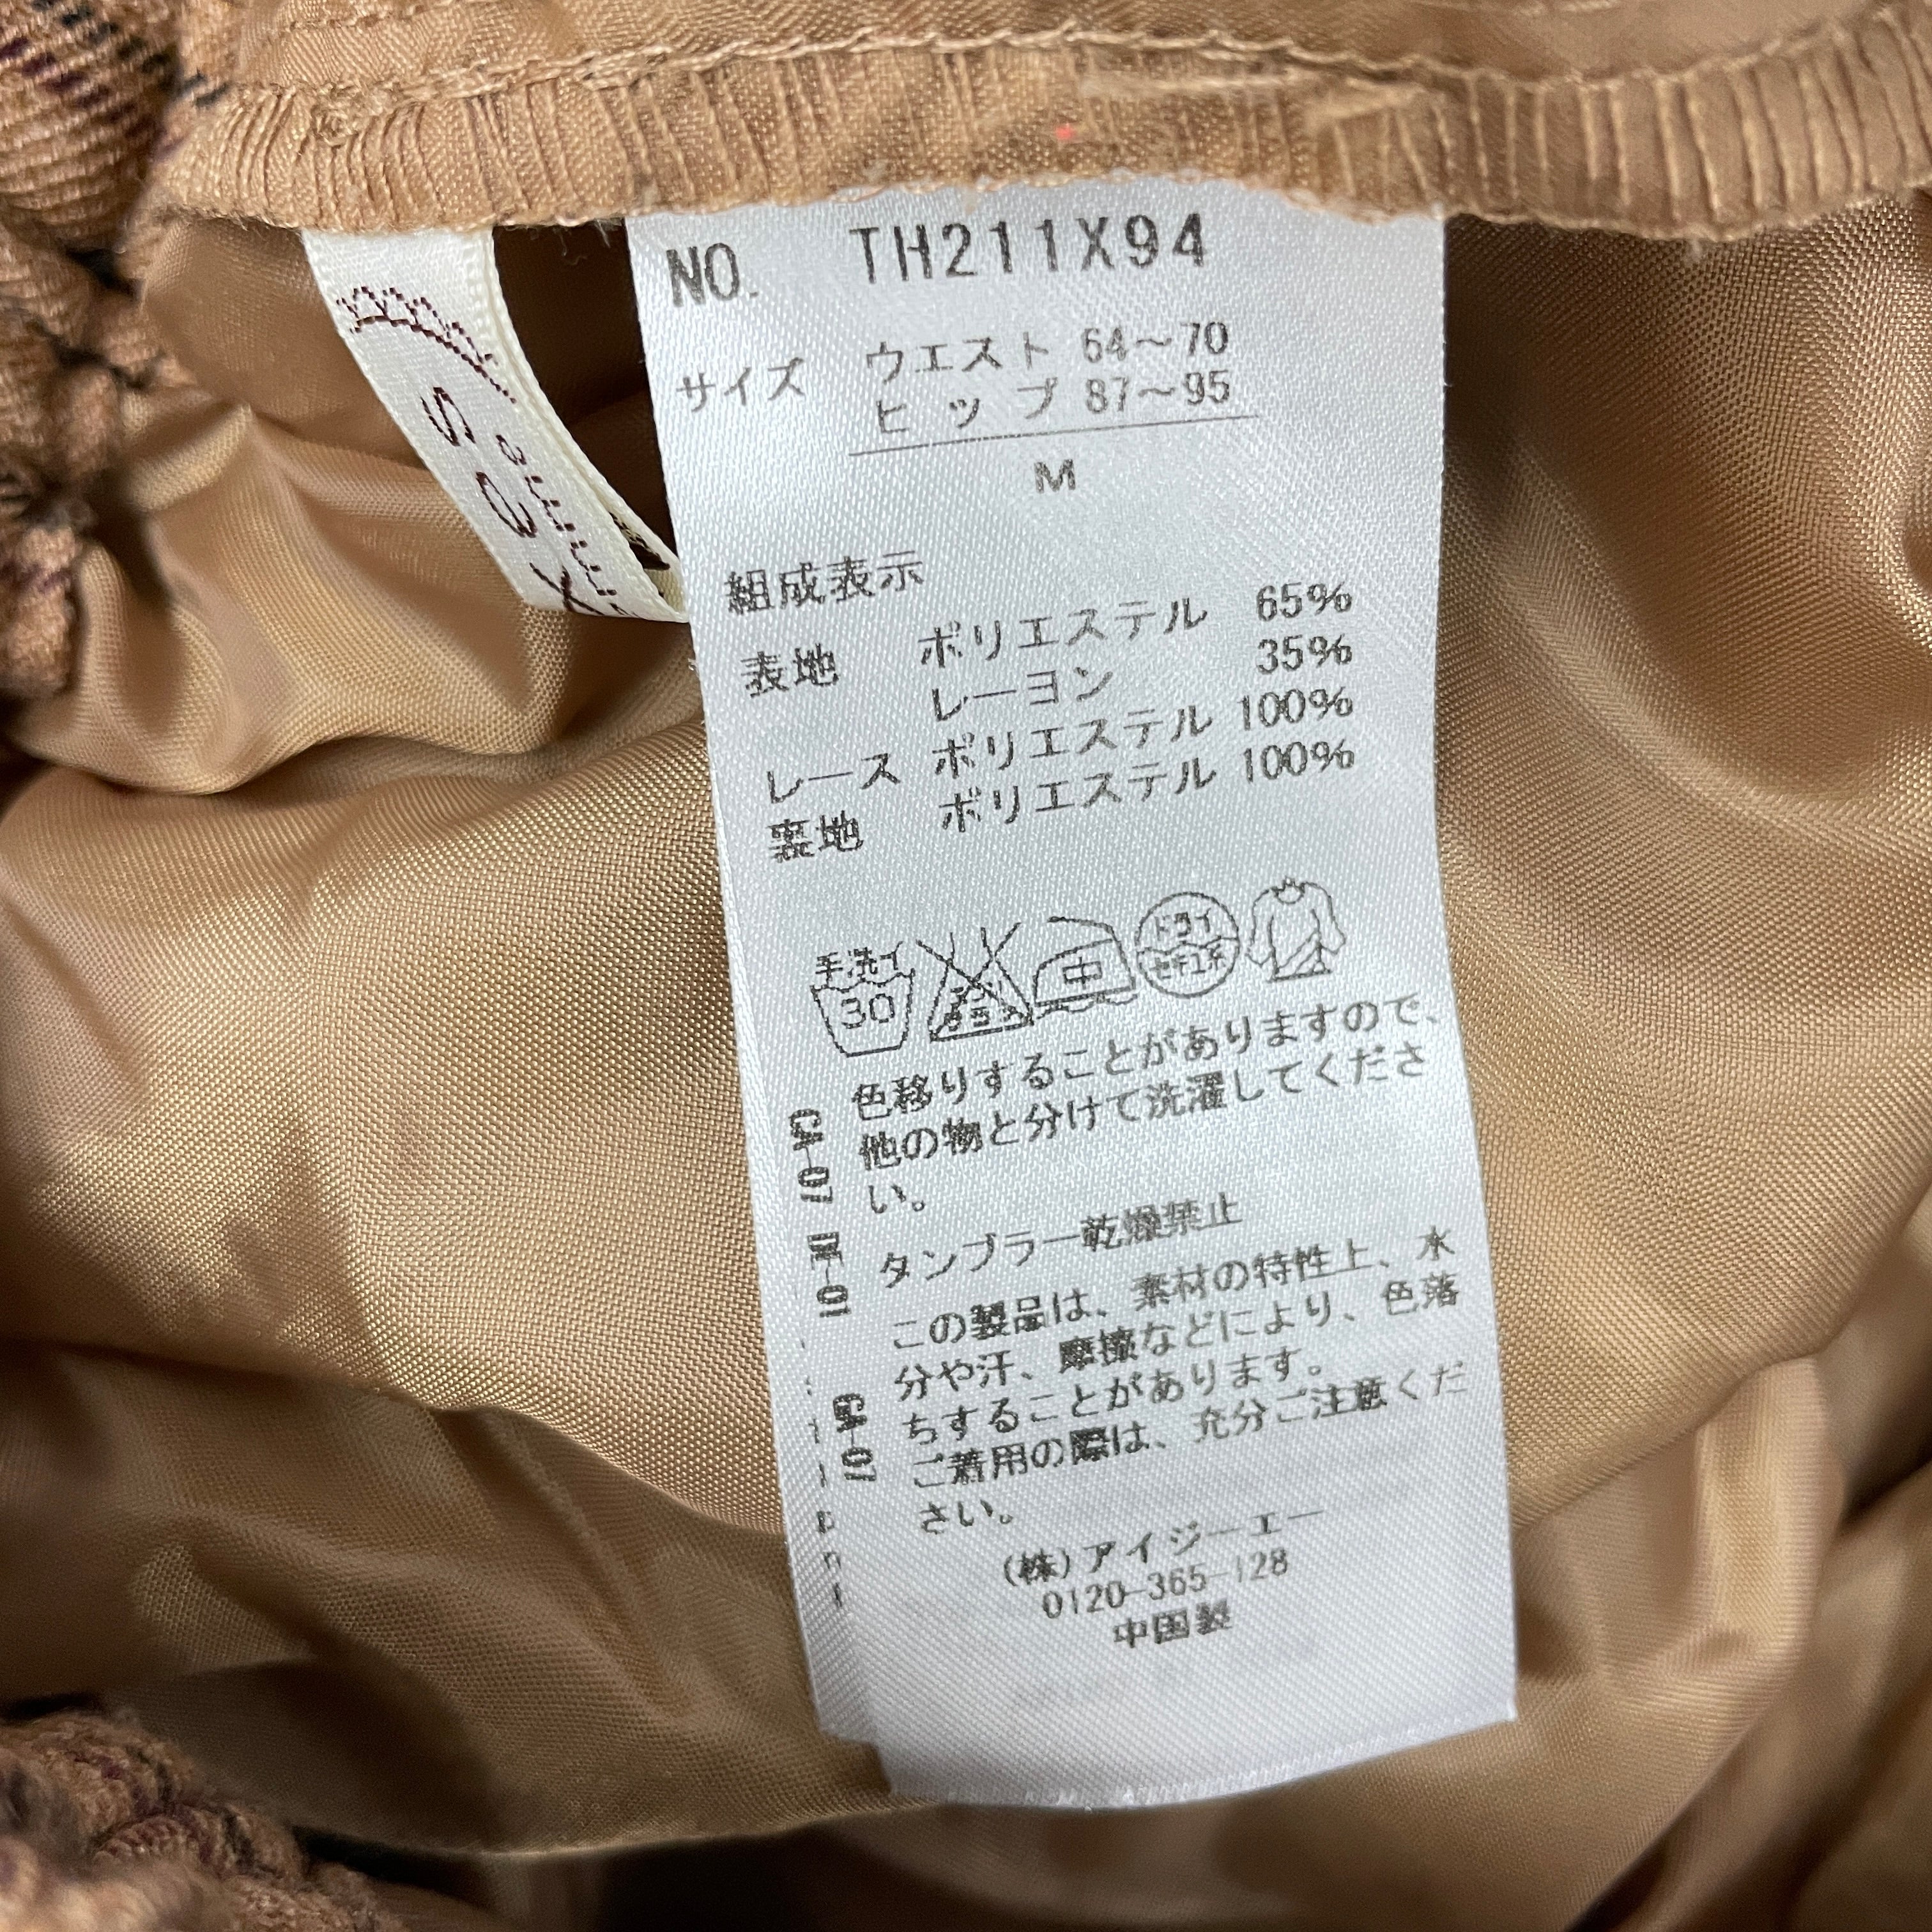 NO. TH211X94
サイズ ウエスト 64～70
ヒップ 87～95
M
組成表示
表地 ポリエステル 65%
レーヨン 35%
レース ポリエステル 100%
裏地 ポリエステル 100%
手洗イ
30
中
ドライ
セキユ系
色移りすることがありますので、
他の物と分けて洗濯してくださ
い。
タンブラー乾燥禁止
この製品は、素材の特性上、水
分や汗、摩擦などにより、色落
ちすることがあります。
ご着用の際は、充分ご注意くだ
さい。
(株)アイジーエー
0120-365-128
中国製
CA-07
GA-07